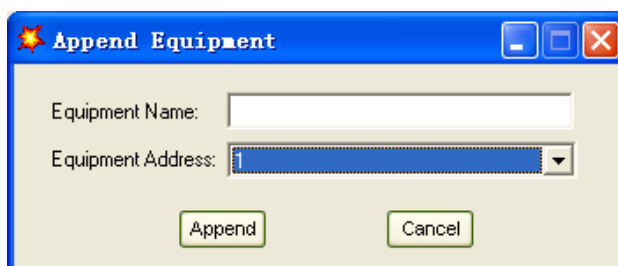 Append Equipment
Equipment Name:
Equipment Address: 1
Append Cancel